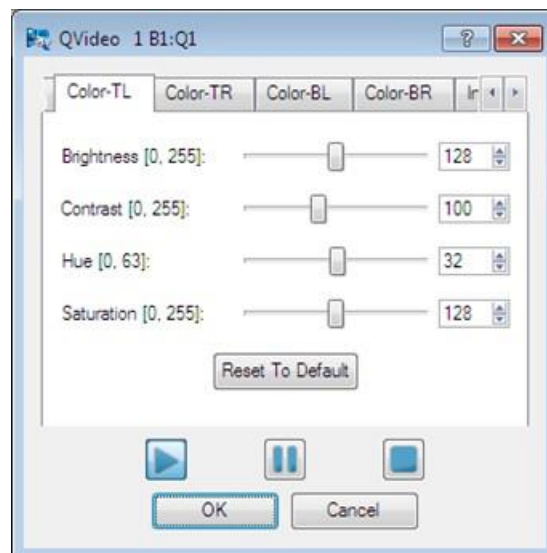 QVideo 1 B1:Q1
Color-TL Color-TR Color-BL Color-BR
Brightness [0, 255]: 128
Contrast [0, 255]: 100
Hue [0, 63]: 32
Saturation [0, 255]: 128
Reset To Default
OK Cancel